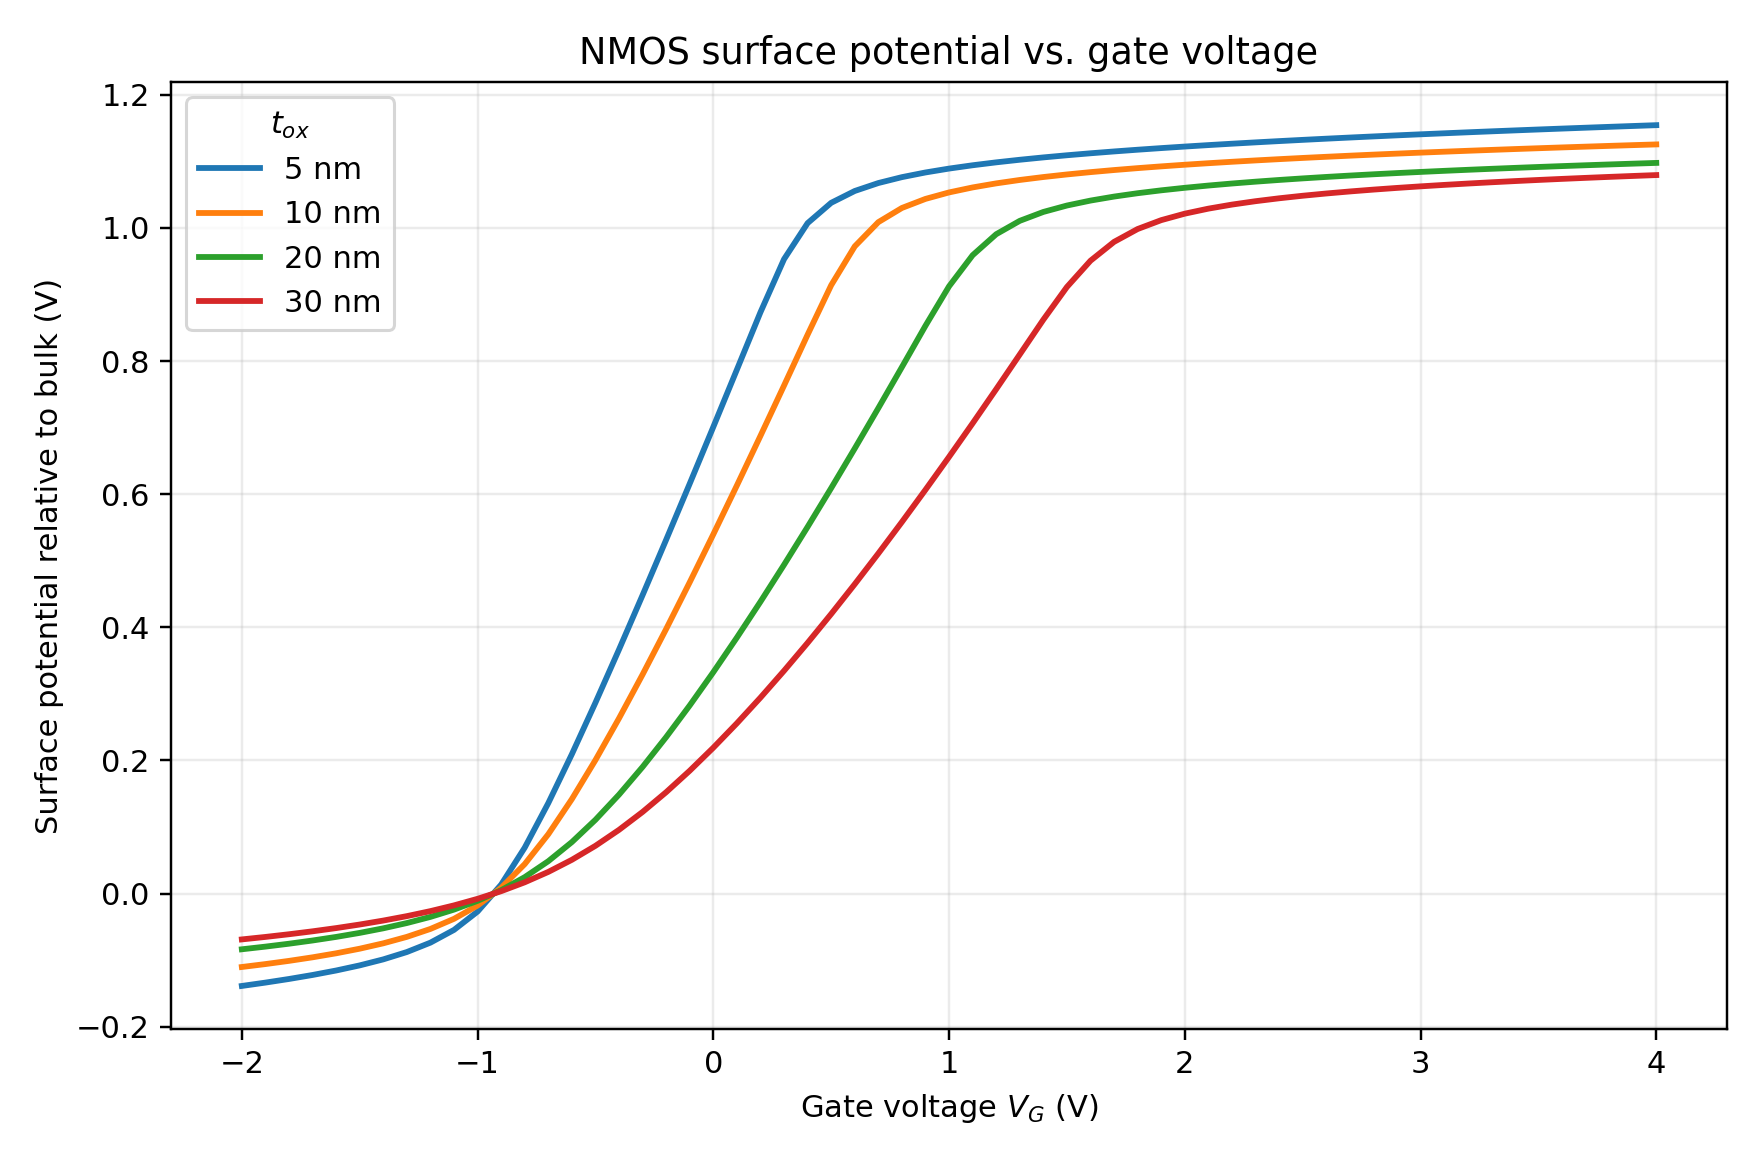 NMOS surface potential vs. gate voltage
1.2
1.0
0.8
0.6
0.4
0.2
0.0
−0.2
Surface potential relative to bulk (V)
t_ox
5 nm
10 nm
20 nm
30 nm
−2 −1 0 1 2 3 4
Gate voltage V_G (V)